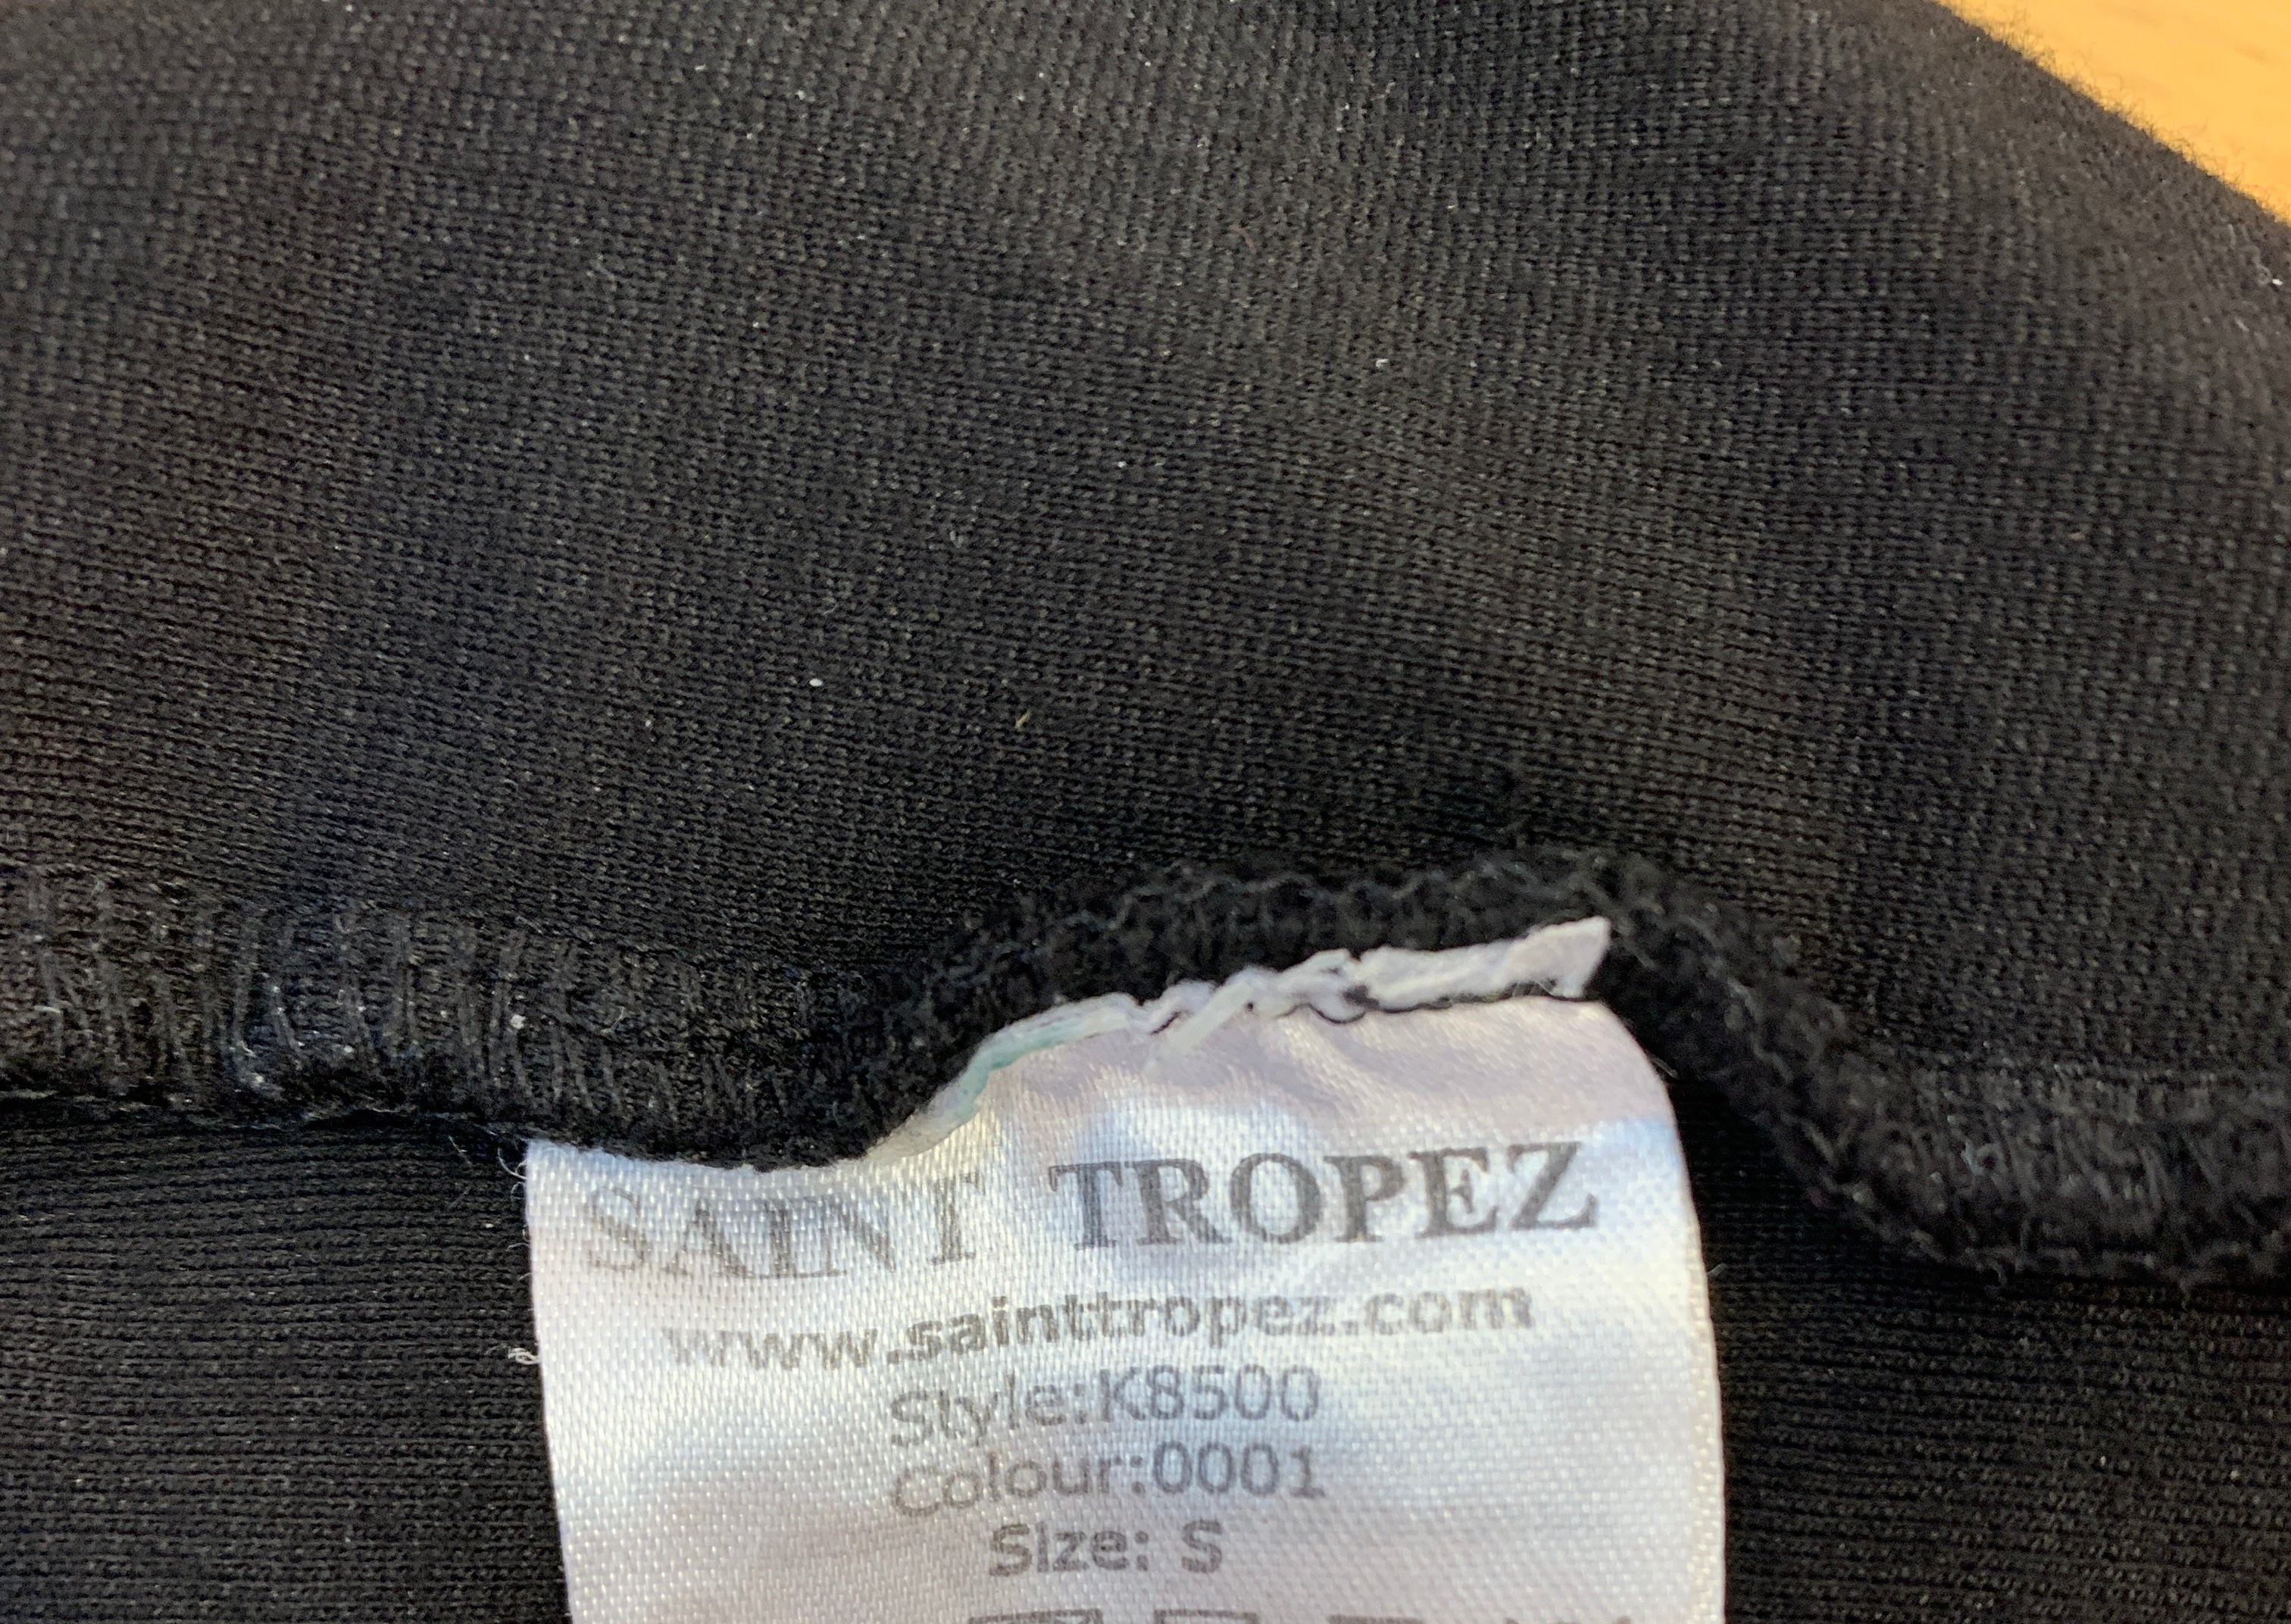 SAINT TROPEZ
www.sainttropez.com
Style:K8500
Colour:0001
Size: S